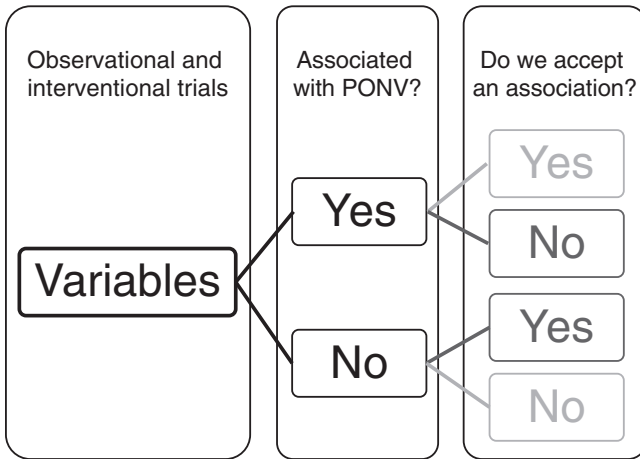 Observational and
interventional trials
Associated
with PONV?
Do we accept
an association?
Variables
Yes
No
Yes
No
Yes
No